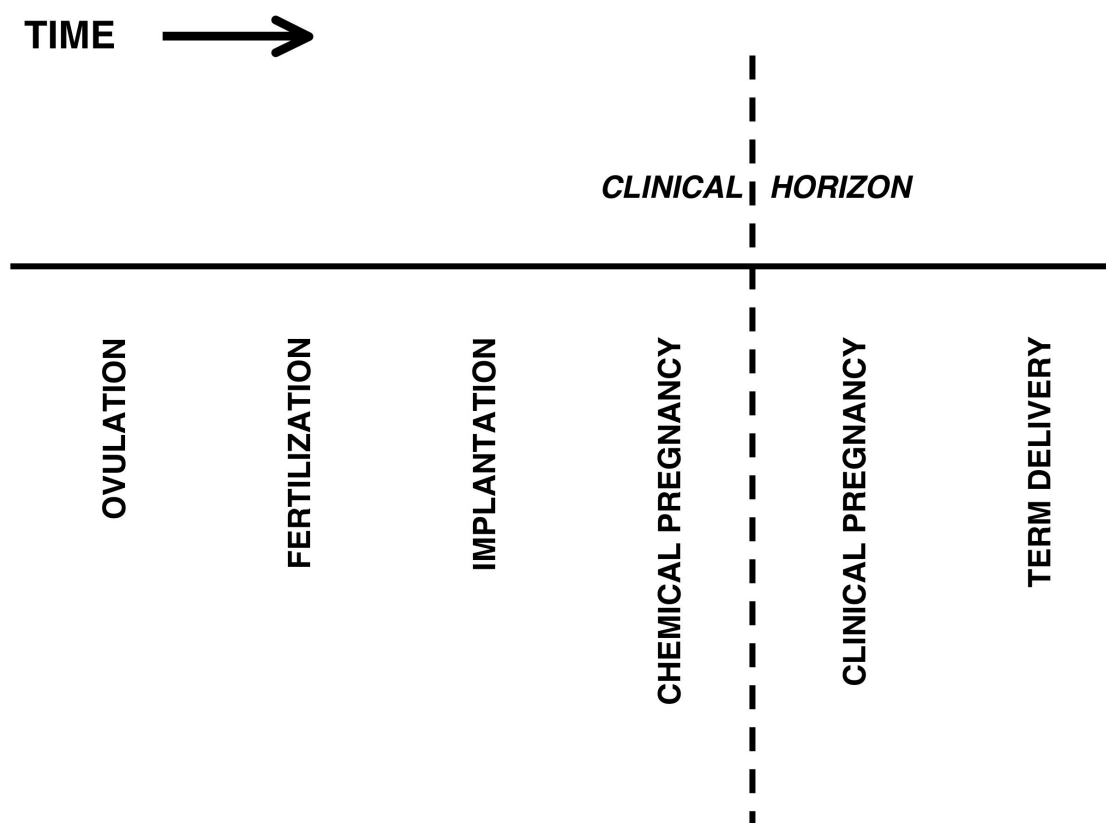 TIME
CLINICAL HORIZON
OVULATION
FERTILIZATION
IMPLANTATION
CHEMICAL PREGNANCY
CLINICAL PREGNANCY
TERM DELIVERY